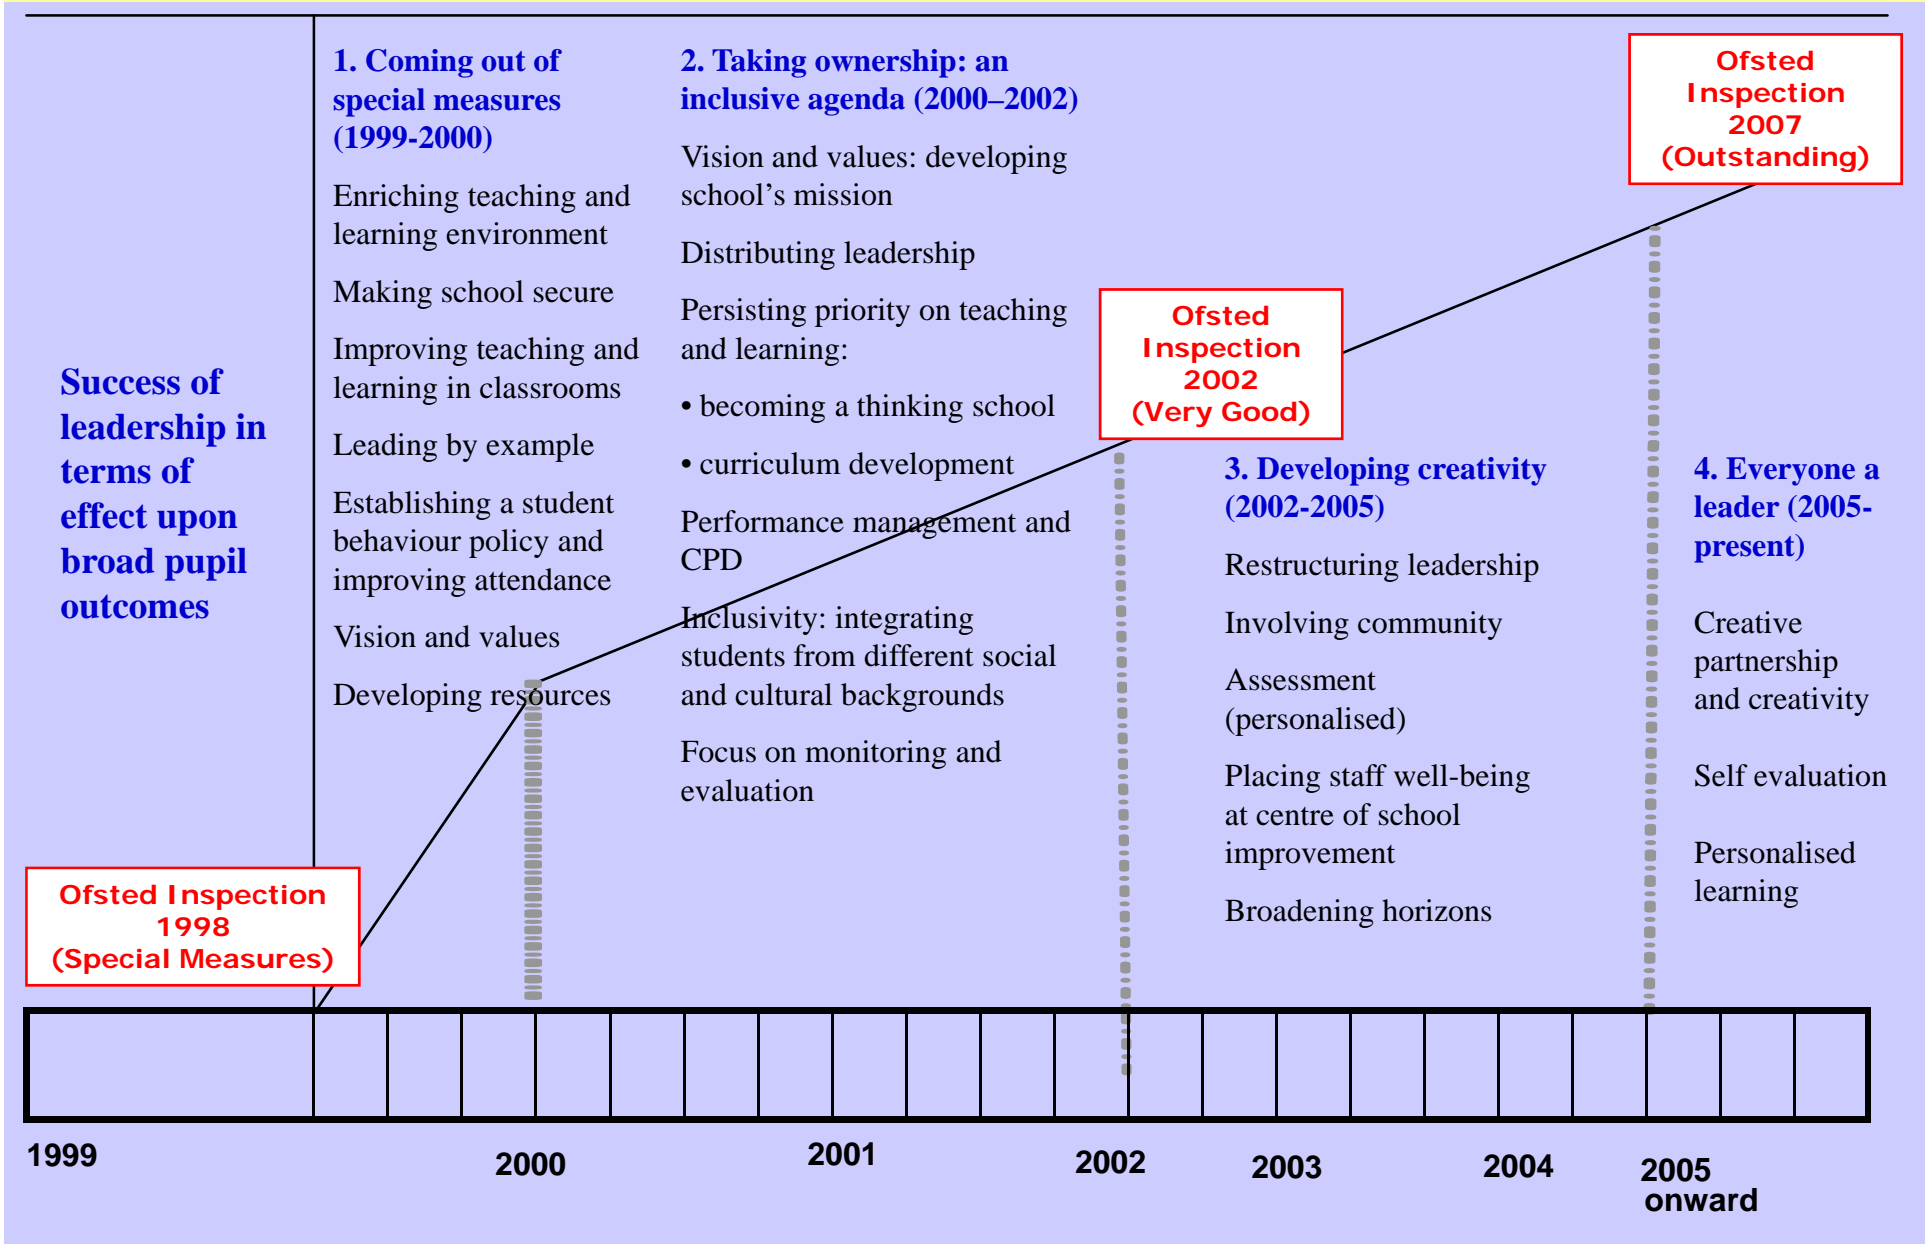 Success of
leadership in
terms of
effect upon
broad pupil
outcomes
1. Coming out of
special measures
(1999-2000)
Enriching teaching and
learning environment
Making school secure
Improving teaching and
learning in classrooms
Leading by example
Establishing a student
behaviour policy and
improving attendance
Vision and values
Developing resources
2. Taking ownership: an
inclusive agenda (2000–2002)
Vision and values: developing
school’s mission
Distributing leadership
Persisting priority on teaching
and learning:
• becoming a thinking school
• curriculum development
Performance management and
CPD
Inclusivity: integrating
students from different social
and cultural backgrounds
Focus on monitoring and
evaluation
3. Developing creativity
(2002-2005)
Restructuring leadership
Involving community
Assessment
(personalised)
Placing staff well-being
at centre of school
improvement
Broadening horizons
4. Everyone a
leader (2005-
present)
Creative
partnership
and creativity
Self evaluation
Personalised
learning
Ofsted Inspection
1998
(Special Measures)
Ofsted
Inspection
2002
(Very Good)
Ofsted
Inspection
2007
(Outstanding)
1999
2000
2001
2002
2003
2004
2005
onward